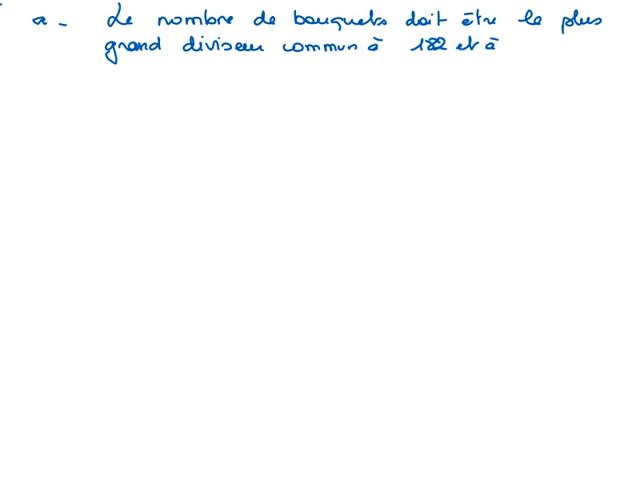 a - Le nombre de bouquets doit être le plus
grand diviseur commun à 182 et à